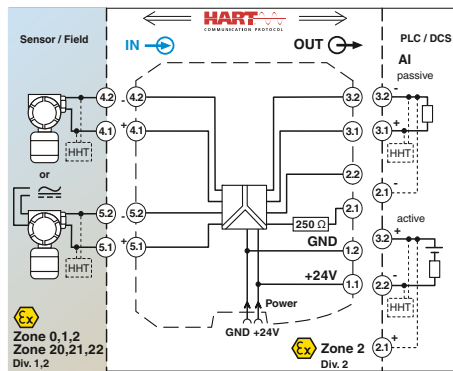 HART
COMMUNICATION PROTOCOL
Sensor / Field
IN
OUT
PLC / DCS
AI
passive
4.2
-
4.2
3.2
3.2
-
4.1
+
4.1
3.1
3.1
+
HHT
HHT
or
2.2
2.1
2.1
-
5.2
-
5.2
250 Ω
active
GND
1.2
3.2
+
5.1
+
5.1
HHT
+24V
1.1
2.2
-
HHT
Power
GND +24V
Ex
Zone 0,1,2
Zone 20,21,22
Div. 1,2
Ex
Zone 2
Div. 2
2.1
+